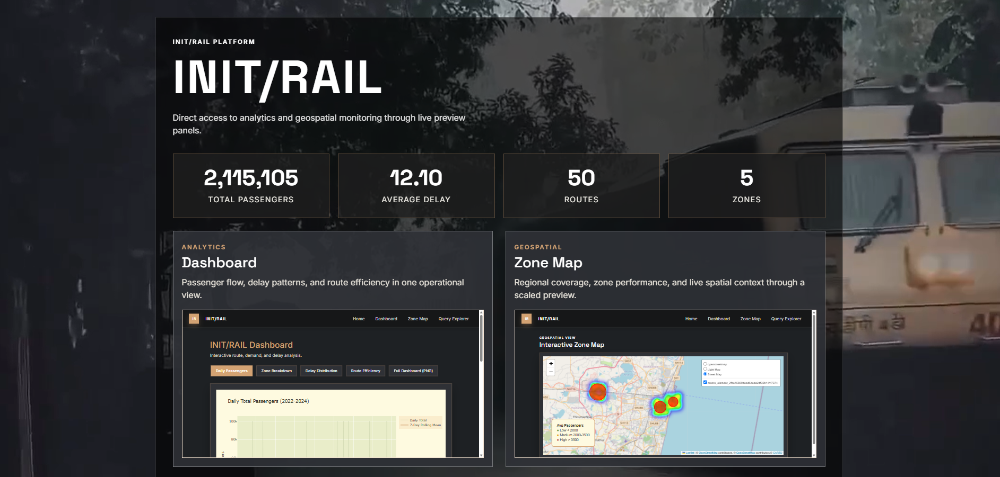 INIT/RAIL PLATFORM
INIT/RAIL
Direct access to analytics and geospatial monitoring through live preview
panels.
2,115,105
TOTAL PASSENGERS
12.10
AVERAGE DELAY
50
ROUTES
5
ZONES
ANALYTICS
Dashboard
Passenger flow, delay patterns, and route efficiency in one operational
view.
IR
INIT/RAIL
Home
Dashboard
Zone Map
Query Explorer
INIT/RAIL Dashboard
Interactive route, demand, and delay analysis.
Daily Passengers
Zone Breakdown
Delay Distribution
Route Efficiency
Full Dashboard (PNG)
Daily Total Passengers (2022-2024)
100k
80k
Daily Total
7-Day Rolling Mean
GEOSPATIAL
Zone Map
Regional coverage, zone performance, and live spatial context through a
scaled preview.
IR
INIT/RAIL
Home
Dashboard
Zone Map
Query Explorer
GEOSPATIAL VIEW
Interactive Zone Map
+
−
openstreetmap
Light Map
Street Map
Avg Passengers
Low < 2000
Medium 2000-3500
High > 3500
Leaflet | © OpenStreetMap contributors, © OpenStreetMap contributors © CARTO
40